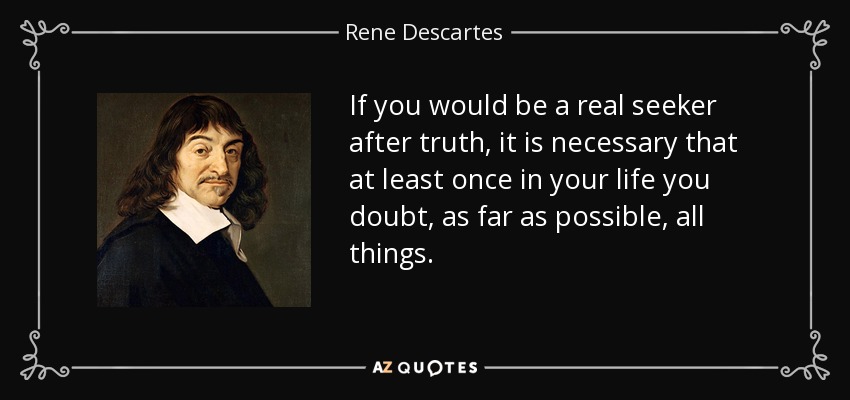 Rene Descartes
If you would be a real seeker
after truth, it is necessary that
at least once in your life you
doubt, as far as possible, all
things.
AZ QUOTES